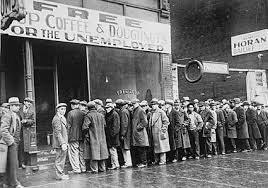 FREE
COFFEE & DOUGHNUTS
FOR THE UNEMPLOYED
HORAN